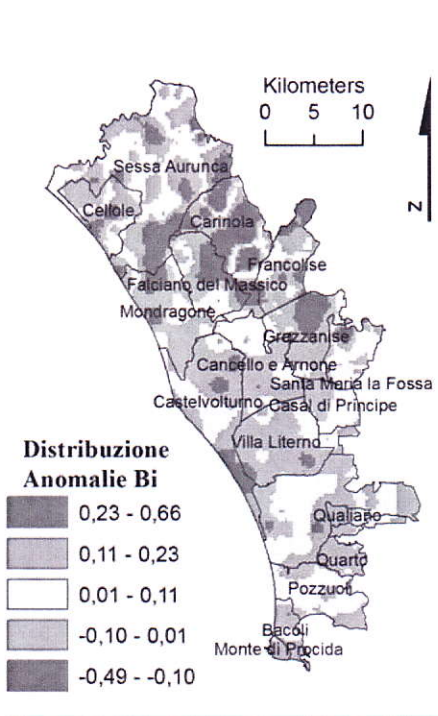 Kilometers
0 5 10
N
Sessa Aurunca
Cellole
Carinola
Francolise
Falciano del Massico
Mondragone
Grazzanise
Cancello e Arnone
Santa Maria la Fossa
Castelvolturno
Casal di Principe
Villa Literno
Distribuzione
Anomalie Bi
0,23 - 0,66
0,11 - 0,23
0,01 - 0,11
-0,10 - 0,01
-0,49 - -0,10
Qualiano
Quarto
Pozzuoli
Bacoli
Monte di Procida